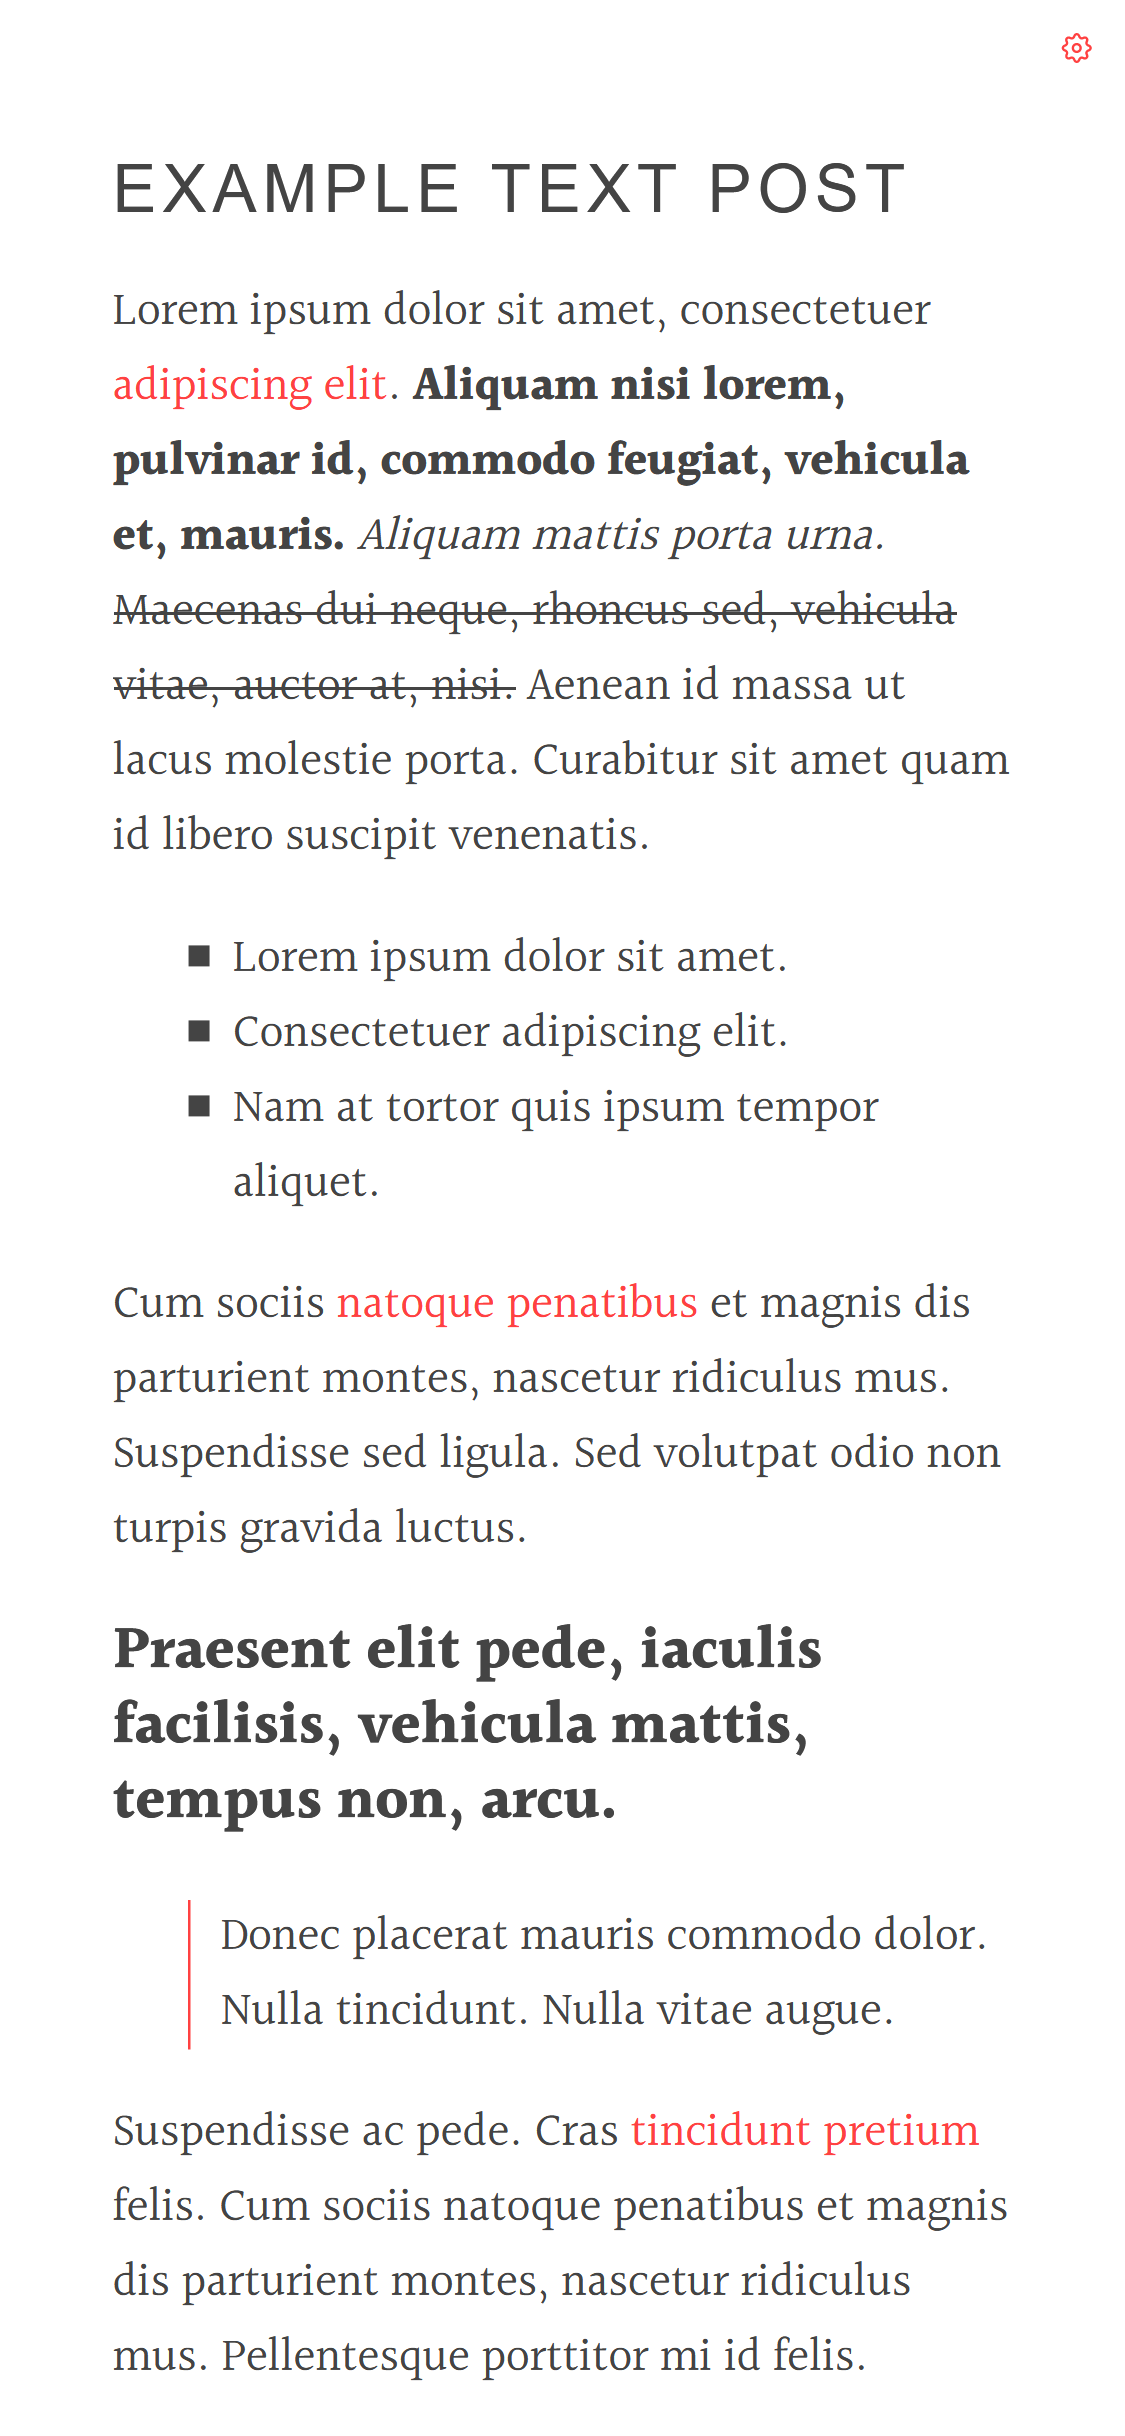 EXAMPLE TEXT POST
Lorem ipsum dolor sit amet, consectetuer
adipiscing elit. Aliquam nisi lorem,
pulvinar id, commodo feugiat, vehicula
et, mauris. Aliquam mattis porta urna.
Maecenas dui neque, rhoncus sed, vehicula
vitae, auctor at, nisi. Aenean id massa ut
lacus molestie porta. Curabitur sit amet quam
id libero suscipit venenatis.
■ Lorem ipsum dolor sit amet.
■ Consectetuer adipiscing elit.
■ Nam at tortor quis ipsum tempor
aliquet.
Cum sociis natoque penatibus et magnis dis
parturient montes, nascetur ridiculus mus.
Suspendisse sed ligula. Sed volutpat odio non
turpis gravida luctus.
Praesent elit pede, iaculis
facilisis, vehicula mattis,
tempus non, arcu.
Donec placerat mauris commodo dolor.
Nulla tincidunt. Nulla vitae augue.
Suspendisse ac pede. Cras tincidunt pretium
felis. Cum sociis natoque penatibus et magnis
dis parturient montes, nascetur ridiculus
mus. Pellentesque porttitor mi id felis.